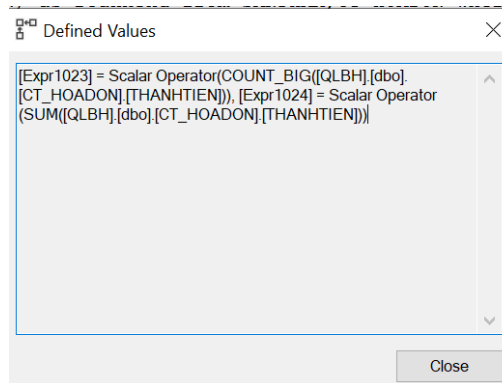 Defined Values
[Expr1023] = Scalar Operator(COUNT_BIG([QLBH].[dbo].
[CT_HOADON].[THANHTIEN])), [Expr1024] = Scalar Operator
(SUM([QLBH].[dbo].[CT_HOADON].[THANHTIEN]))
Close